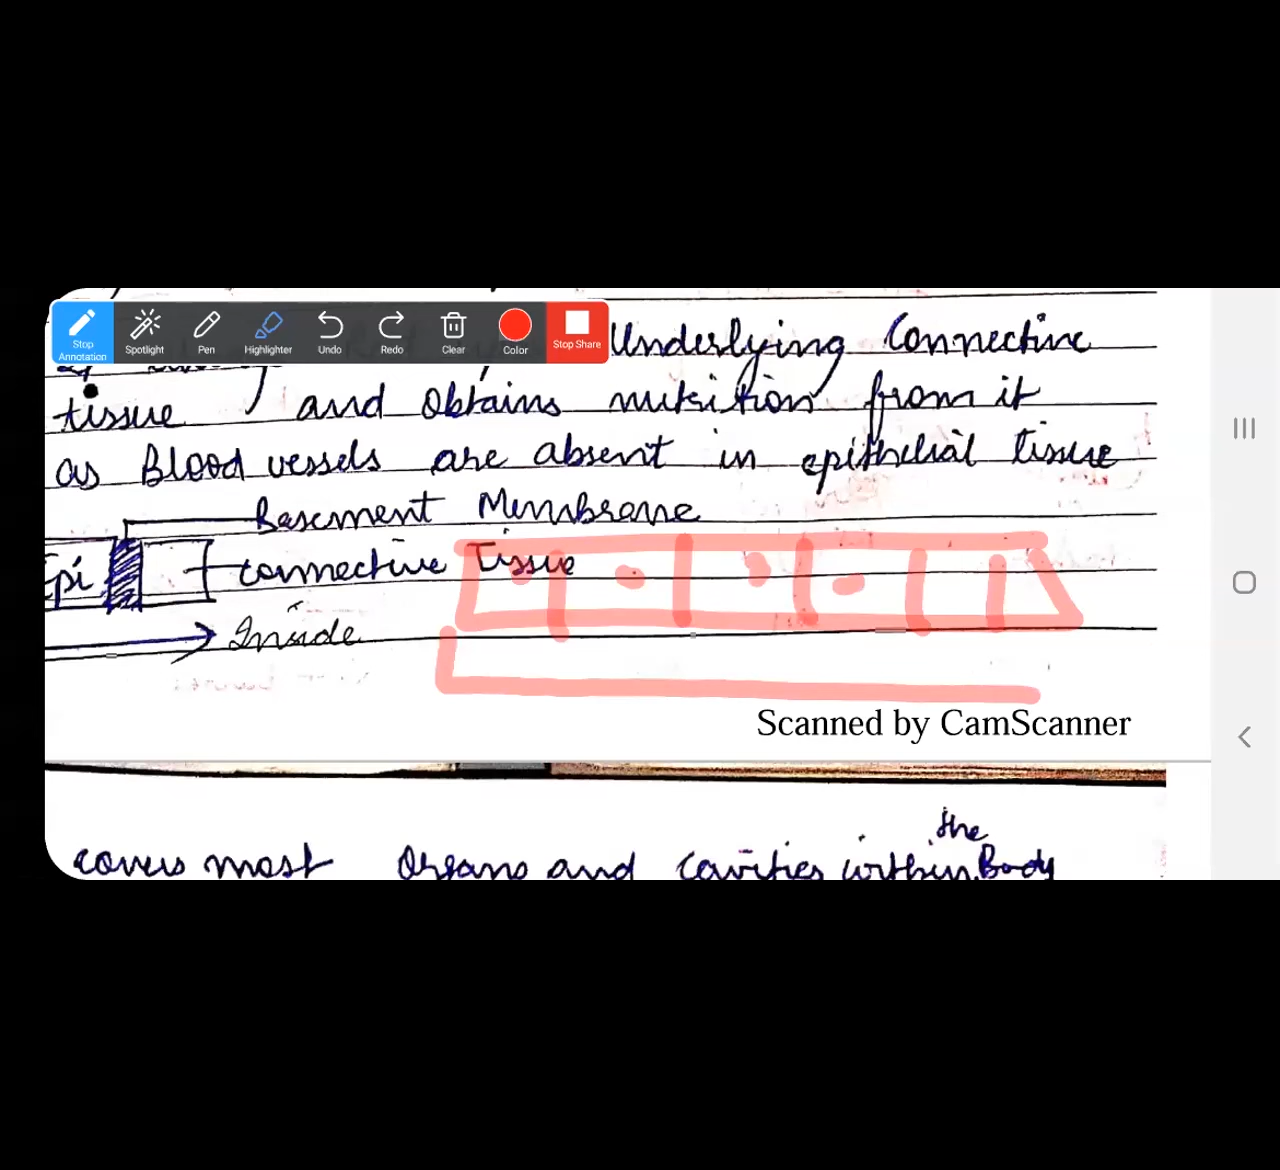 Stop Annotation Spotlight Pen Highlighter Undo Redo Clear Color Stop Share
Underlying Connective
tissue and obtains nutrition from it
as Blood vessels are absent in epithelial tissue
Basement Membrane
Epi Connective Tissue
Inside
Scanned by CamScanner
the
covers most Organs and cavities within Body